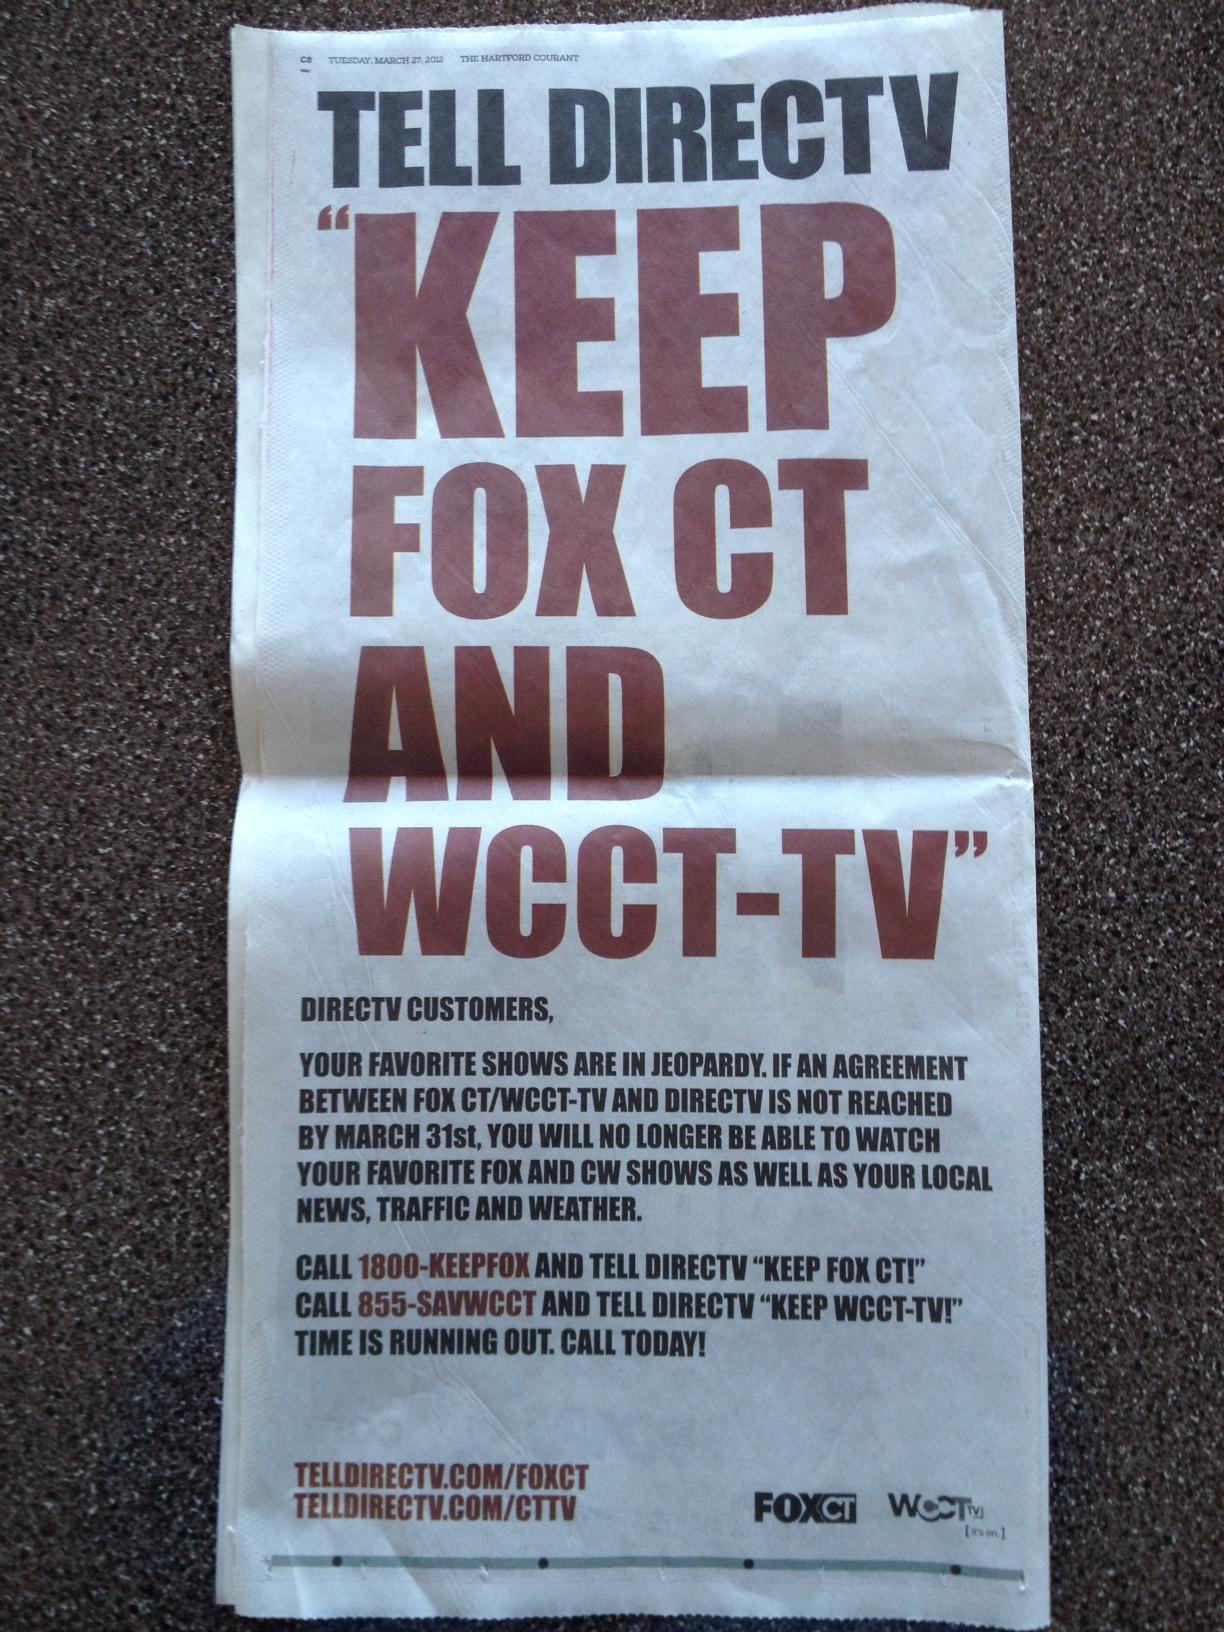 C8 TUESDAY, MARCH 27, 2012 THE HARTFORD COURANT
TELL DIRECTV
“KEEP
FOX CT
AND
WCCT-TV”
DIRECTV CUSTOMERS,
YOUR FAVORITE SHOWS ARE IN JEOPARDY. IF AN AGREEMENT
BETWEEN FOX CT/WCCT-TV AND DIRECTV IS NOT REACHED
BY MARCH 31st, YOU WILL NO LONGER BE ABLE TO WATCH
YOUR FAVORITE FOX AND CW SHOWS AS WELL AS YOUR LOCAL
NEWS, TRAFFIC AND WEATHER.
CALL 1800-KEEPFOX AND TELL DIRECTV “KEEP FOX CT!”
CALL 855-SAVWCCT AND TELL DIRECTV “KEEP WCCT-TV!”
TIME IS RUNNING OUT. CALL TODAY!
TELLDIRECTV.COM/FOXCT
TELLDIRECTV.COM/CTTV
FOXCT WCCTTV
[it's on.]